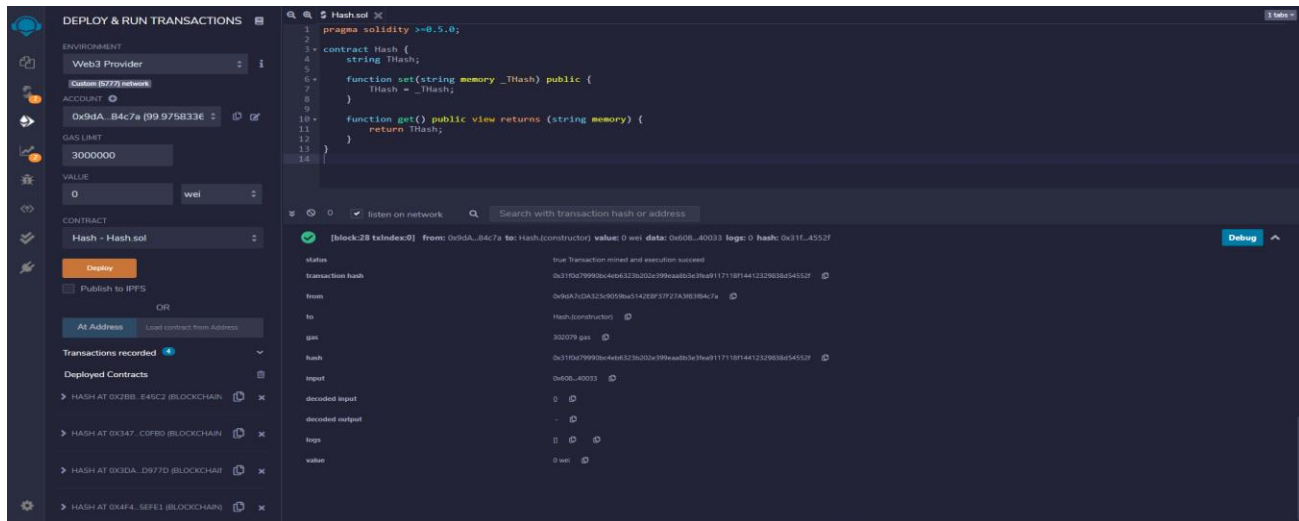 DEPLOY & RUN TRANSACTIONS
ENVIRONMENT
Web3 Provider
Custom (5777) network
ACCOUNT
0x9dA...84c7a (99.9758336
GAS LIMIT
3000000
VALUE
0 wei
CONTRACT
Hash - Hash.sol
Deploy
Publish to IPFS
OR
At Address Load contract from Address
Transactions recorded 4
Deployed Contracts
HASH AT 0X2BB...E45C2 (BLOCKCHAIN
HASH AT 0X347...C0FB0 (BLOCKCHAIN
HASH AT 0X3DA...D977D (BLOCKCHAIN
HASH AT 0X4F4...5EFE1 (BLOCKCHAIN)
Hash.sol
1 tabs
1 pragma solidity >=0.5.0;
2
3 contract Hash {
4 string THash;
5
6 function set(string memory _THash) public {
7 THash = _THash;
8 }
9
10 function get() public view returns (string memory) {
11 return THash;
12 }
13 }
14
0 listen on network Search with transaction hash or address
[block:28 txIndex:0] from: 0x9dA...84c7a to: Hash.(constructor) value: 0 wei data: 0x608...40033 logs: 0 hash: 0x31f...4552f
Debug
status true Transaction mined and execution succeed
transaction hash
from
to Hash.(constructor)
gas 302079 gas
hash
input 0x608...40033
decoded input {}
decoded output -
logs []
value 0 wei